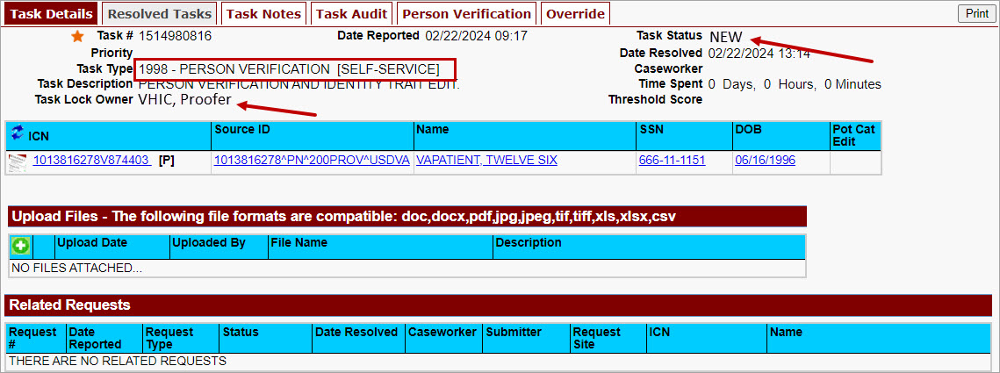 Task Details Resolved Tasks Task Notes Task Audit Person Verification Override Print
Task # 1514980816 Date Reported 02/22/2024 09:17 Task Status NEW
Priority Date Resolved 02/22/2024 13:14
Task Type 1998 - PERSON VERIFICATION [SELF-SERVICE] Caseworker
Task Description PERSON VERIFICATION AND IDENTITY TRAIT EDIT. Time Spent 0 Days, 0 Hours, 0 Minutes
Task Lock Owner VHIC, Proofer Threshold Score
ICN Source ID Name SSN DOB Pot Cat
Edit
1013816278V874403 [P] 1013816278^PN^200PROV^USDVA VAPATIENT, TWELVE SIX 666-11-1151 06/16/1996
Upload Files - The following file formats are compatible: doc,docx,pdf,jpg,jpeg,tif,tiff,xls,xlsx,csv
Upload Date Uploaded By File Name Description
NO FILES ATTACHED...
Related Requests
Request Date Request Status Date Resolved Caseworker Submitter Request ICN Name
# Reported Type Site
THERE ARE NO RELATED REQUESTS